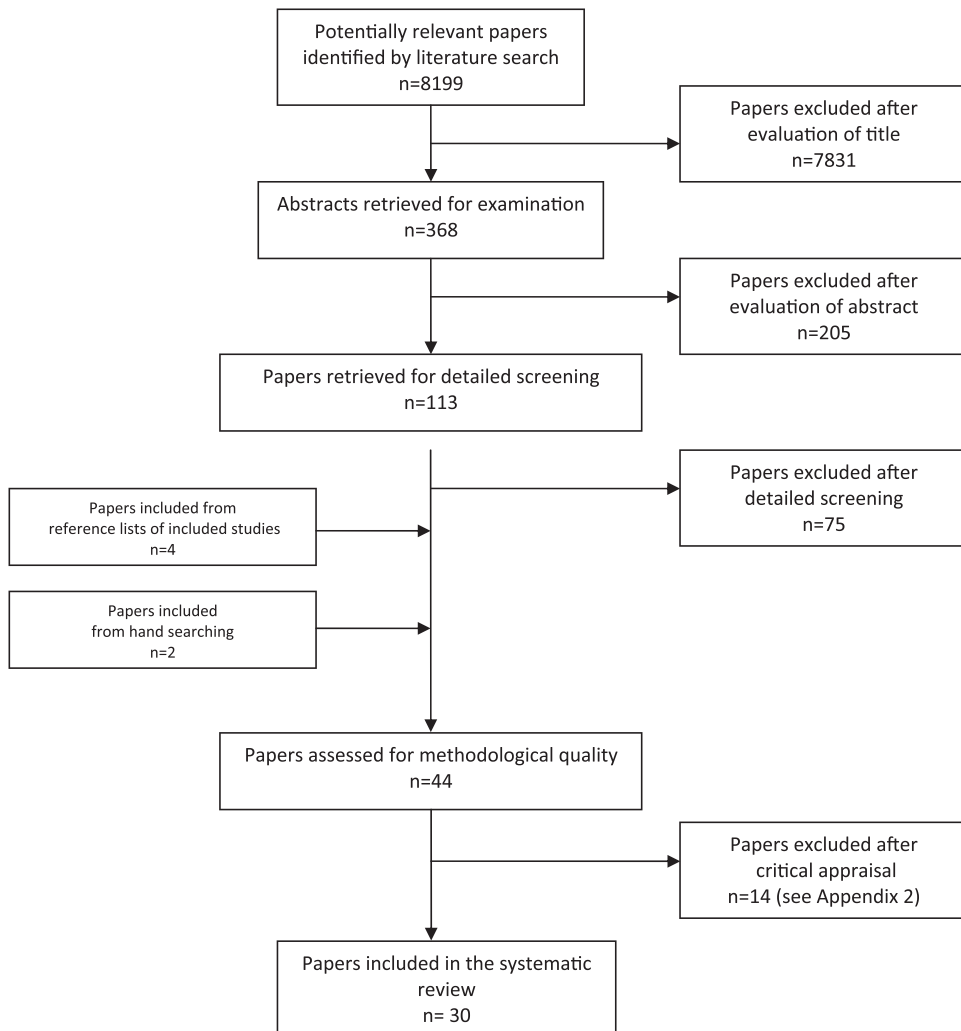 Potentially relevant papers
identified by literature search
n=8199
Papers excluded after
evaluation of title
n=7831
Abstracts retrieved for examination
n=368
Papers excluded after
evaluation of abstract
n=205
Papers retrieved for detailed screening
n=113
Papers excluded after
detailed screening
n=75
Papers included from
reference lists of included studies
n=4
Papers included
from hand searching
n=2
Papers assessed for methodological quality
n=44
Papers excluded after
critical appraisal
n=14 (see Appendix 2)
Papers included in the systematic
review
n= 30